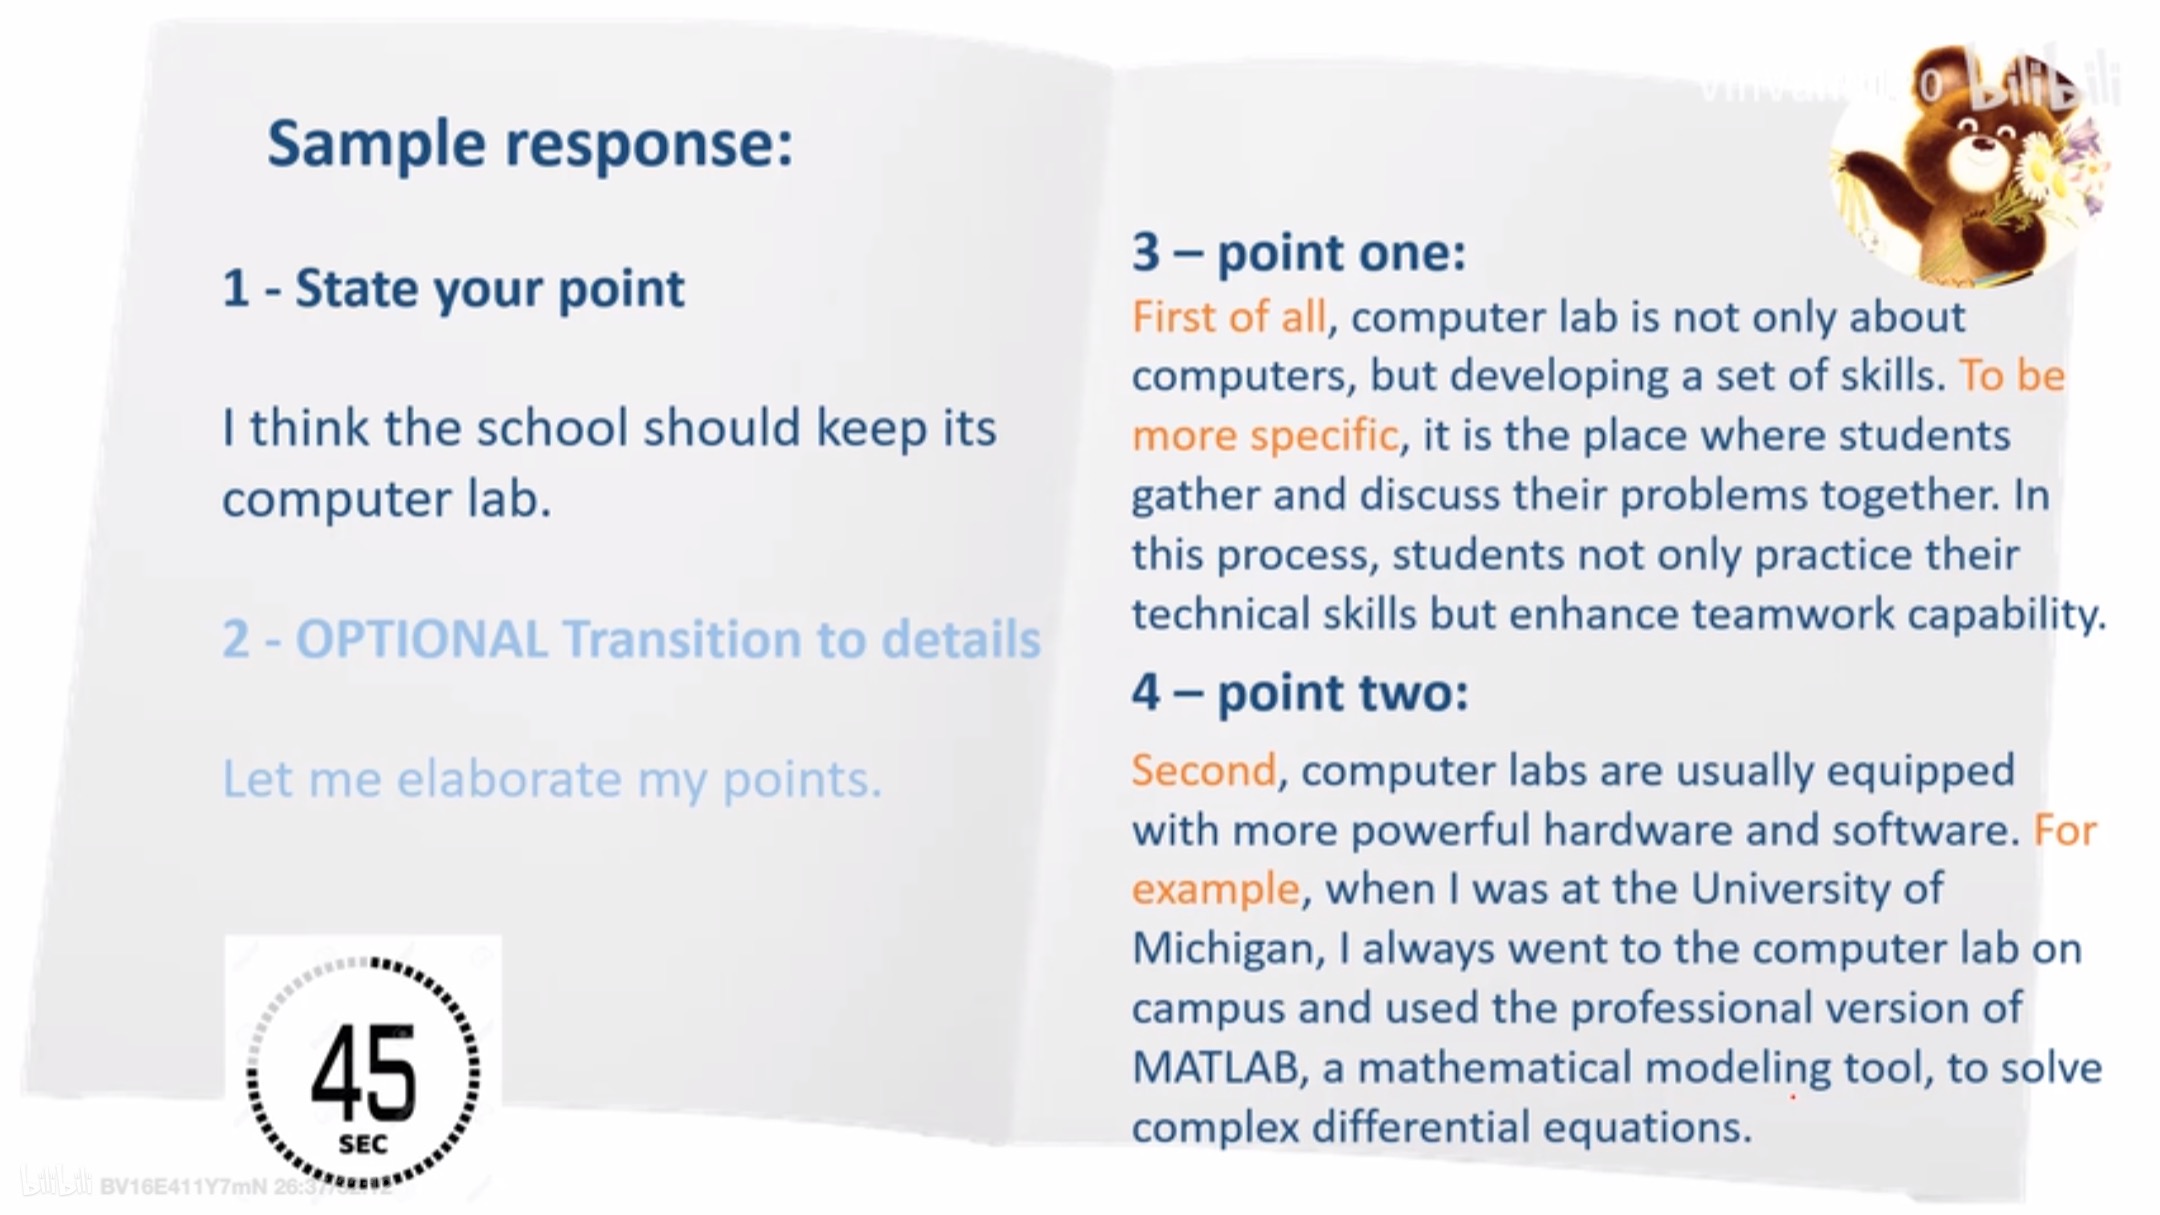 Sample response:
1 - State your point
I think the school should keep its
computer lab.
2 - OPTIONAL Transition to details
Let me elaborate my points.
45
SEC
3 – point one:
First of all, computer lab is not only about
computers, but developing a set of skills. To be
more specific, it is the place where students
gather and discuss their problems together. In
this process, students not only practice their
technical skills but enhance teamwork capability.
4 – point two:
Second, computer labs are usually equipped
with more powerful hardware and software. For
example, when I was at the University of
Michigan, I always went to the computer lab on
campus and used the professional version of
MATLAB, a mathematical modeling tool, to solve
complex differential equations.
bilibili
bilibili BV16E411Y7mN